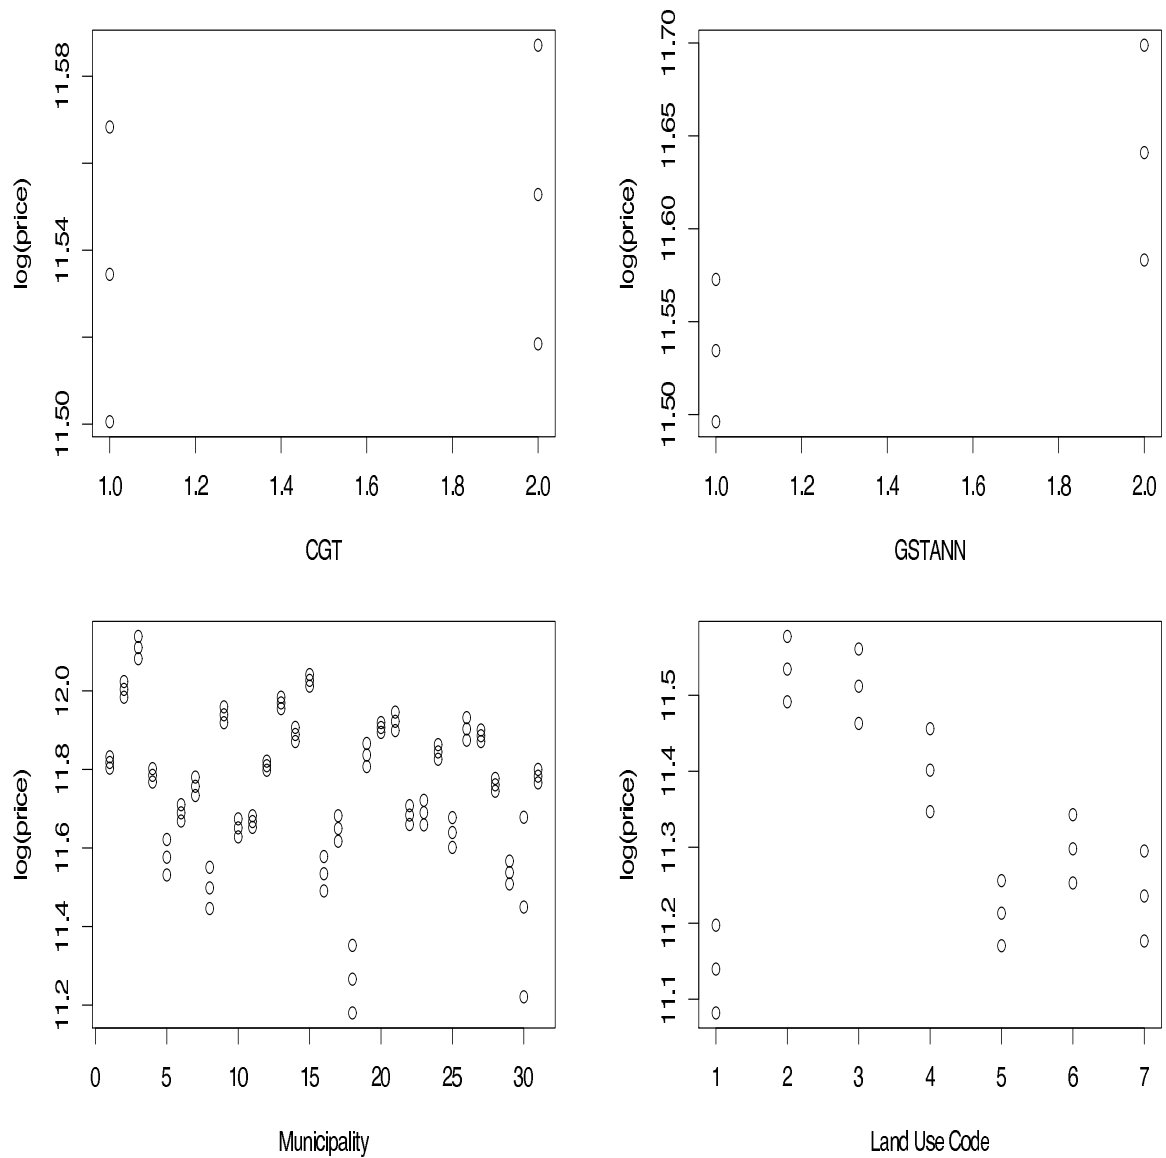 log(price)
11.50 11.54 11.58
1.0 1.2 1.4 1.6 1.8 2.0
CGT
log(price)
11.50 11.55 11.60 11.65 11.70
1.0 1.2 1.4 1.6 1.8 2.0
GSTANN
log(price)
11.2 11.4 11.6 11.8 12.0
0 5 10 15 20 25 30
Municipality
log(price)
11.1 11.2 11.3 11.4 11.5
1 2 3 4 5 6 7
Land Use Code